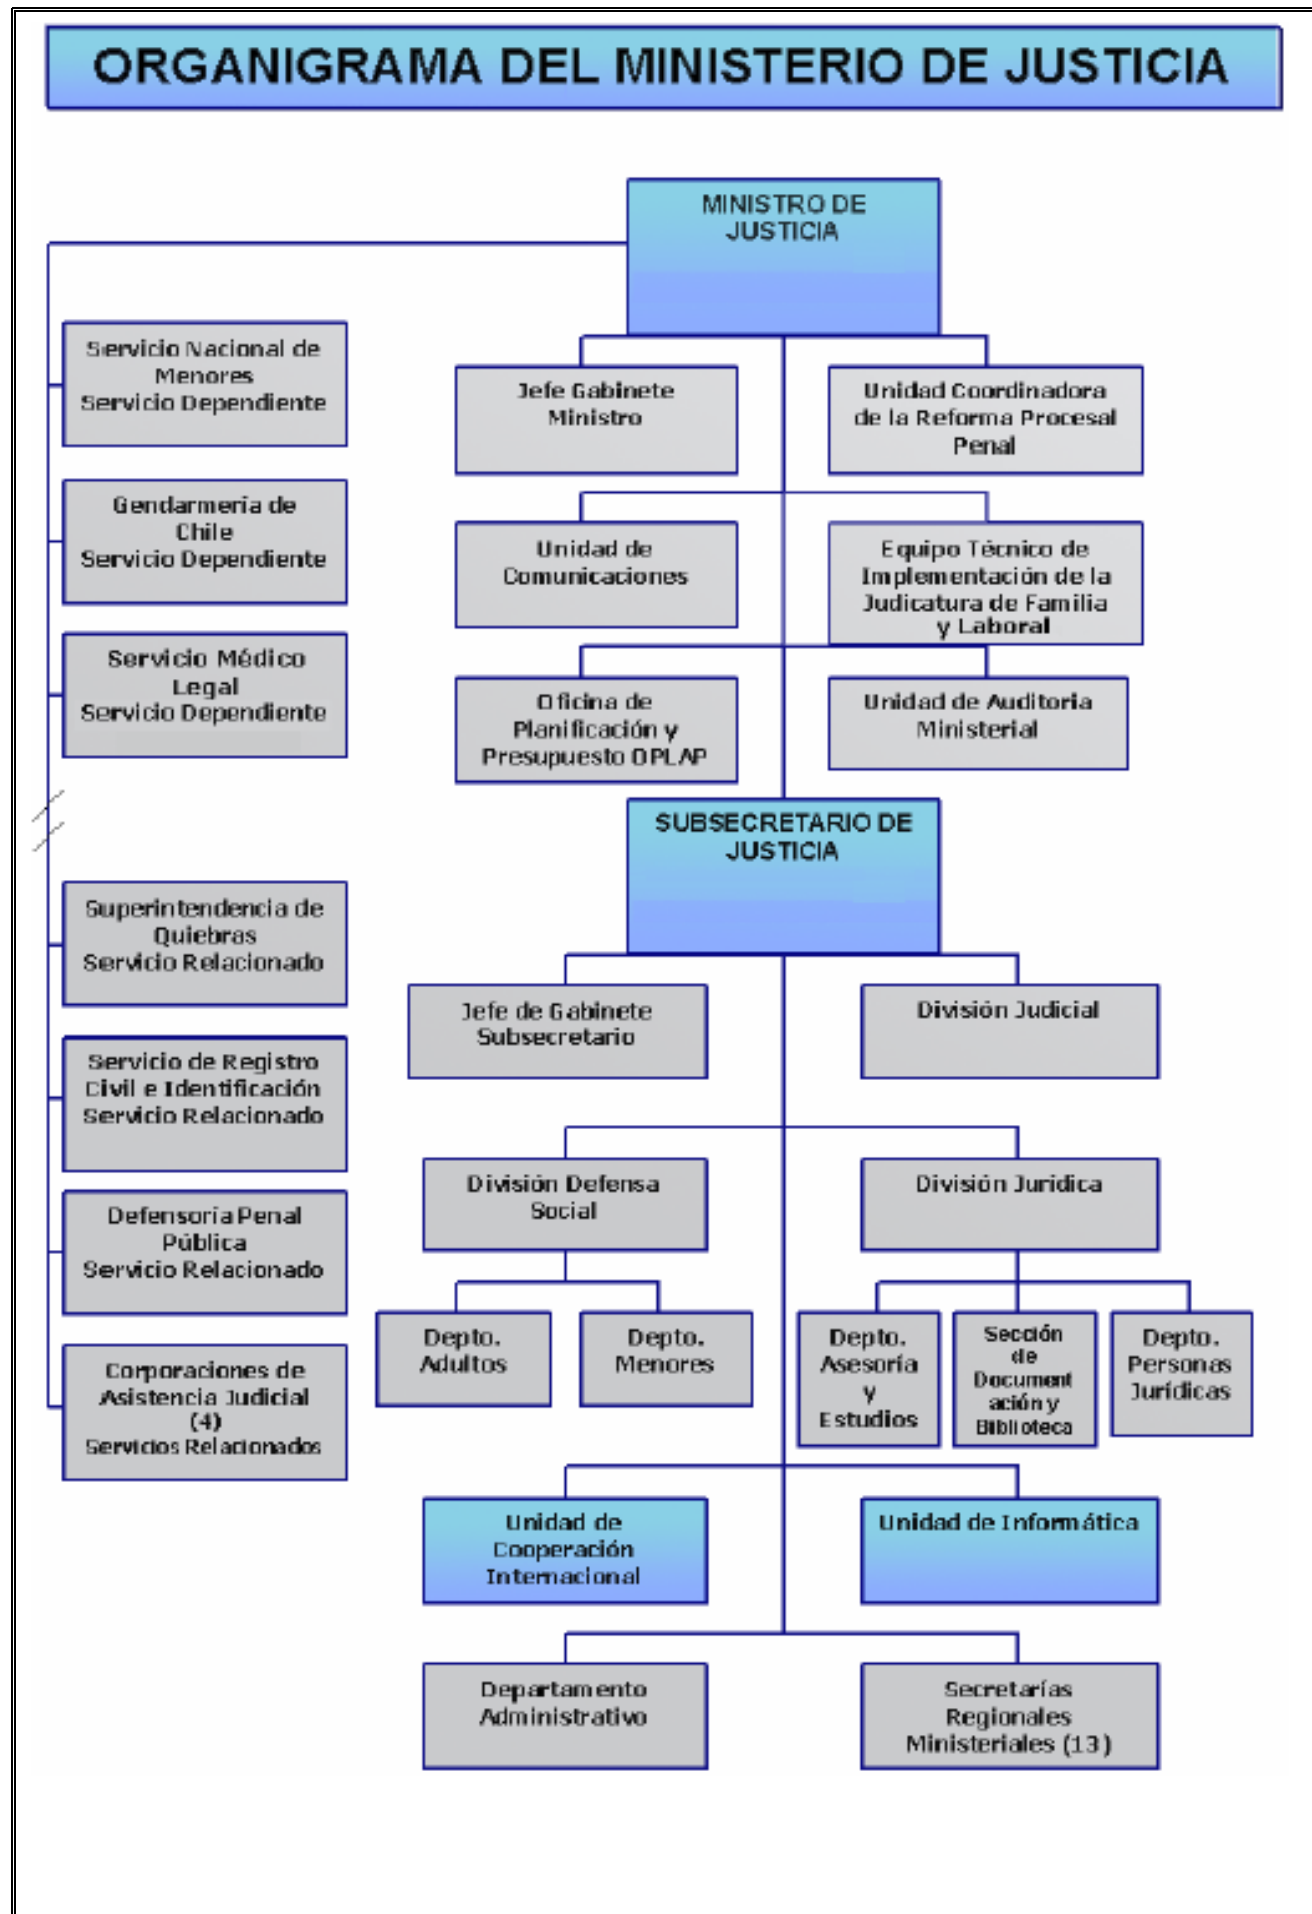 ORGANIGRAMA DEL MINISTERIO DE JUSTICIA
MINISTRO DE
JUSTICIA
Servicio Nacional de
Menores
Servicio Dependiente
Gendarmería de
Chile
Servicio Dependiente
Servicio Médico
Legal
Servicio Dependiente
Superintendencia de
Quiebras
Servicio Relacionado
Servicio de Registro
Civil e Identificación
Servicio Relacionado
Defensoría Penal
Pública
Servicio Relacionado
Corporaciones de
Asistencia Judicial
(4)
Servicios Relacionados
Jefe Gabinete
Ministro
Unidad Coordinadora
de la Reforma Procesal
Penal
Unidad de
Comunicaciones
Equipo Técnico de
Implementación de la
Judicatura de Familia
y Laboral
Oficina de
Planificación y
Presupuesto OPLAP
Unidad de Auditoria
Ministerial
SUBSECRETARIO DE
JUSTICIA
Jefe de Gabinete
Subsecretario
División Judicial
División Defensa
Social
División Jurídica
Depto.
Adultos
Depto.
Menores
Depto.
Asesoría
y
Estudios
Sección
de
Document
ación y
Biblioteca
Depto.
Personas
Jurídicas
Unidad de
Cooperación
Internacional
Unidad de Informática
Departamento
Administrativo
Secretarías
Regionales
Ministeriales (13)